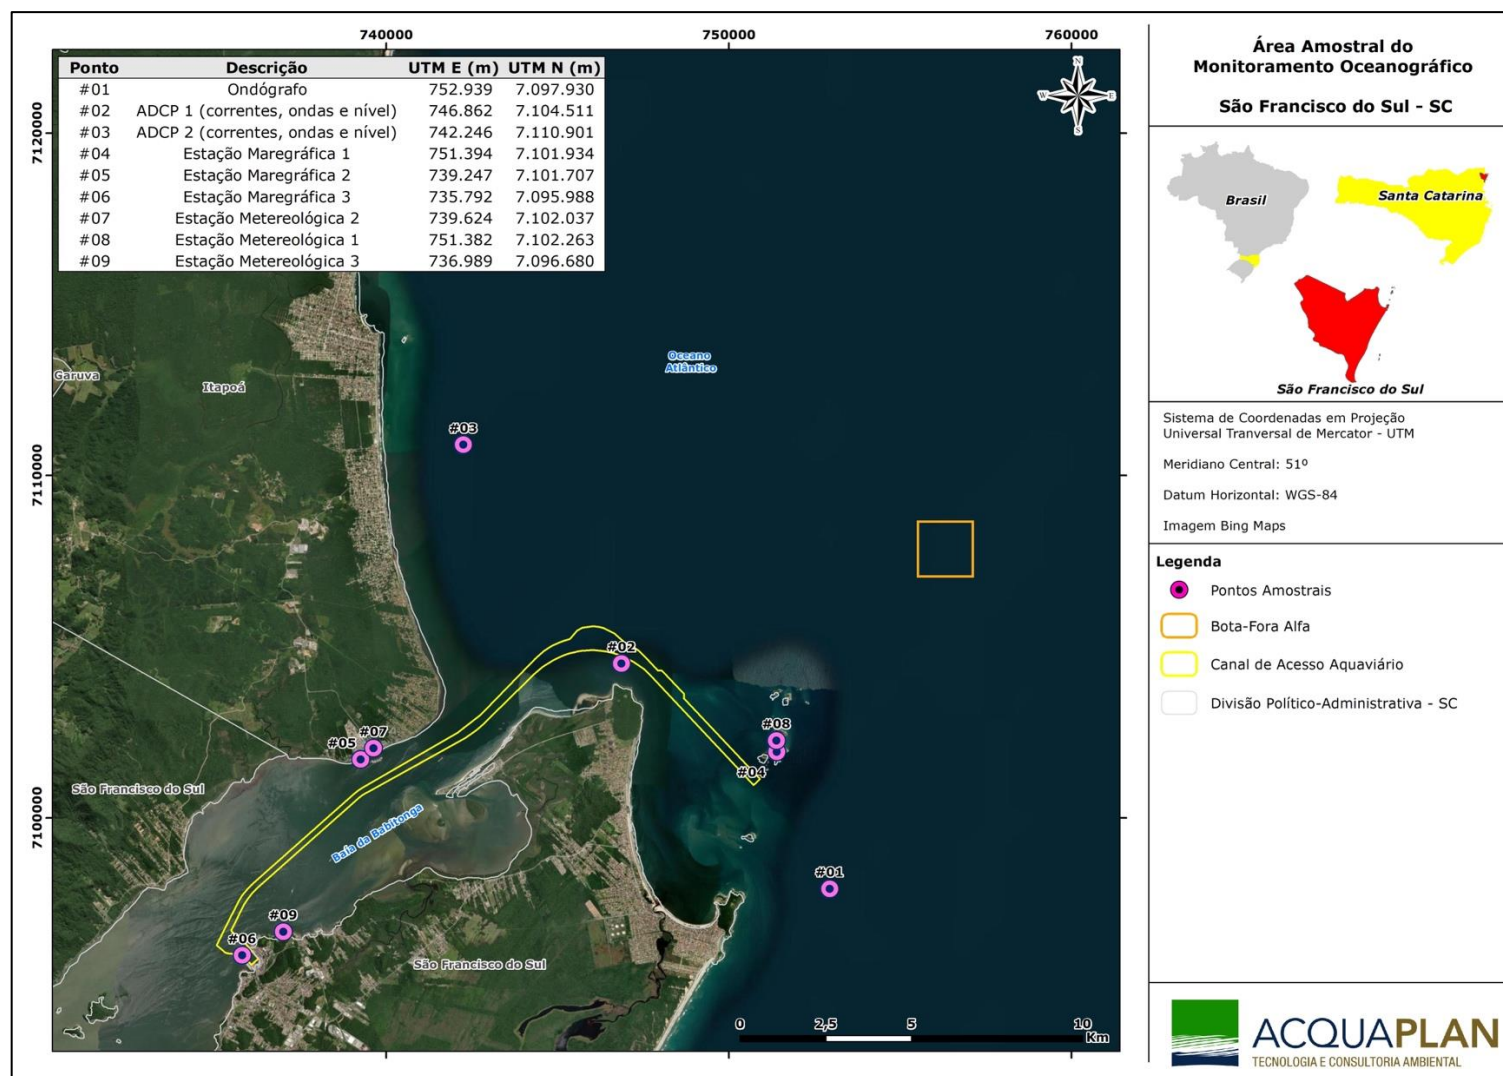 740000
750000
760000
Ponto Descrição UTM E (m) UTM N (m)
#01 Ondógrafo 752.939 7.097.930
#02 ADCP 1 (correntes, ondas e nível) 746.862 7.104.511
#03 ADCP 2 (correntes, ondas e nível) 742.246 7.110.901
#04 Estação Maregráfica 1 751.394 7.101.934
#05 Estação Maregráfica 2 739.247 7.101.707
#06 Estação Maregráfica 3 735.792 7.095.988
#07 Estação Metereológica 2 739.624 7.102.037
#08 Estação Metereológica 1 751.382 7.102.263
#09 Estação Metereológica 3 736.989 7.096.680
N
W E
S
7120000
7110000
7100000
Garuva
Itapoá
Oceano
Atlântico
#03
#02
#08
#07
#05
#04
São Francisco do Sul
Baía da Babitonga
#01
#09
#06
São Francisco do Sul
0 2,5 5 10
Km
Área Amostral do
Monitoramento Oceanográfico
São Francisco do Sul - SC
Brasil
Santa Catarina
São Francisco do Sul
Sistema de Coordenadas em Projeção
Universal Tranversal de Mercator - UTM
Meridiano Central: 51º
Datum Horizontal: WGS-84
Imagem Bing Maps
Legenda
Pontos Amostrais
Bota-Fora Alfa
Canal de Acesso Aquaviário
Divisão Político-Administrativa - SC
ACQUAPLAN
TECNOLOGIA E CONSULTORIA AMBIENTAL